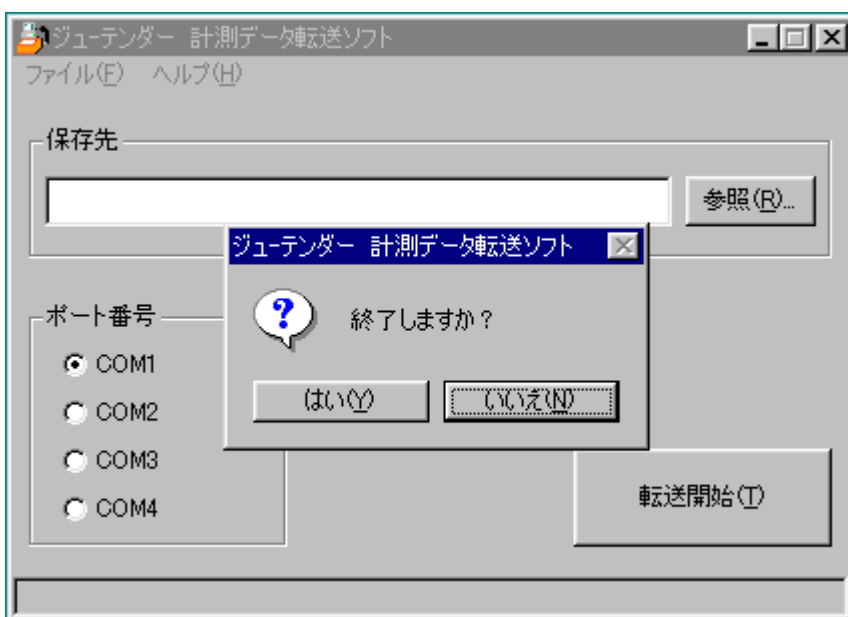 ジューテンダー 計測データ転送ソフト
ファイル(F) ヘルプ(H)
保存先
参照(R)...
ジューテンダー 計測データ転送ソフト
終了しますか？
はい(Y) いいえ(N)
ポート番号
COM1
COM2
COM3
COM4
転送開始(T)